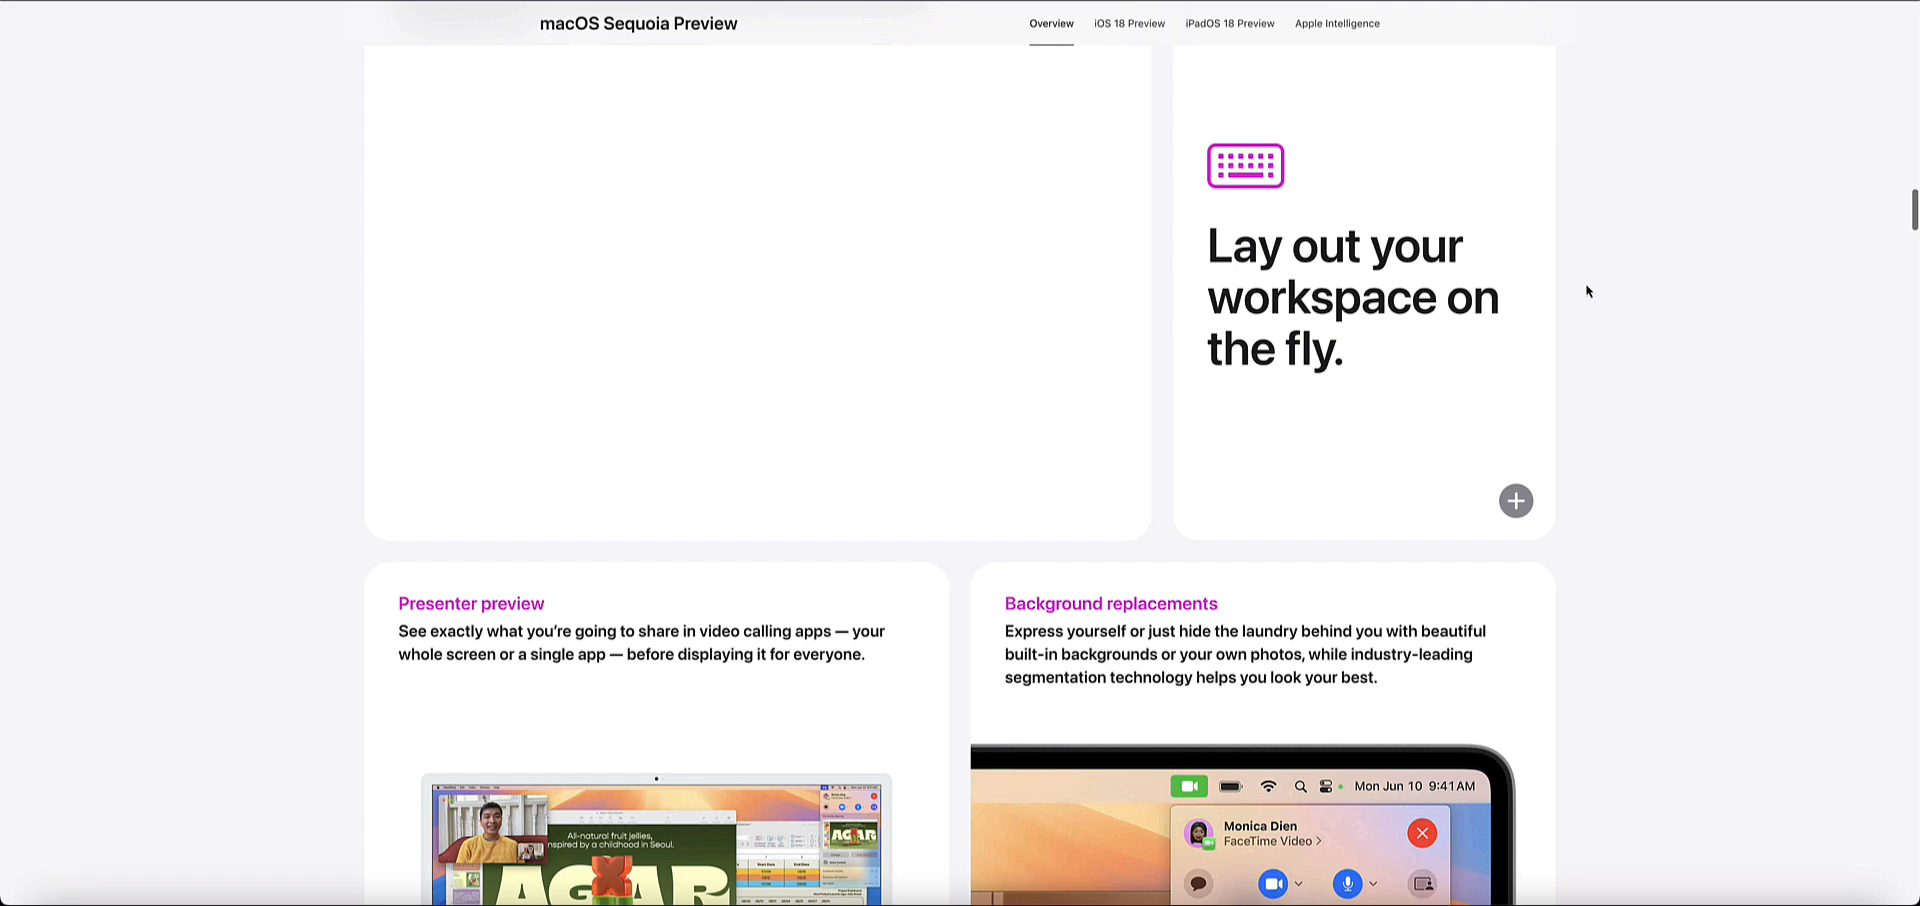 macOS Sequoia Preview
Overview
iOS 18 Preview
iPadOS 18 Preview
Apple Intelligence
Lay out your
workspace on
the fly.
Presenter preview
See exactly what you’re going to share in video calling apps — your
whole screen or a single app — before displaying it for everyone.
Background replacements
Express yourself or just hide the laundry behind you with beautiful
built-in backgrounds or your own photos, while industry-leading
segmentation technology helps you look your best.
All-natural fruit jellies,
nspired by a childhood in Seoul.
AGAR
AGAR
Mon Jun 10 9:41 AM
Monica Dien
FaceTime Video >